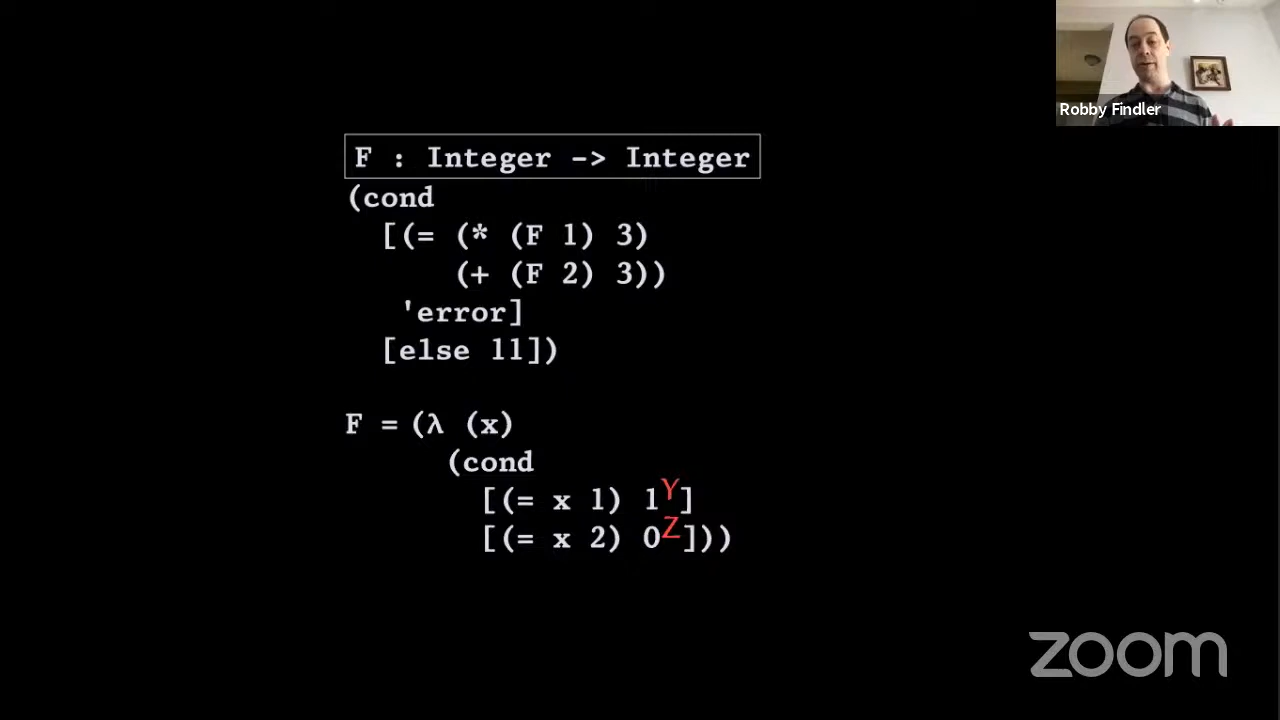 Robby Findler
F : Integer -> Integer
(cond
[(= (* (F 1) 3)
(+ (F 2) 3))
'error]
[else 11])
F = (λ (x)
(cond
[(= x 1) 1Y]
[(= x 2) 0Z]))
zoom